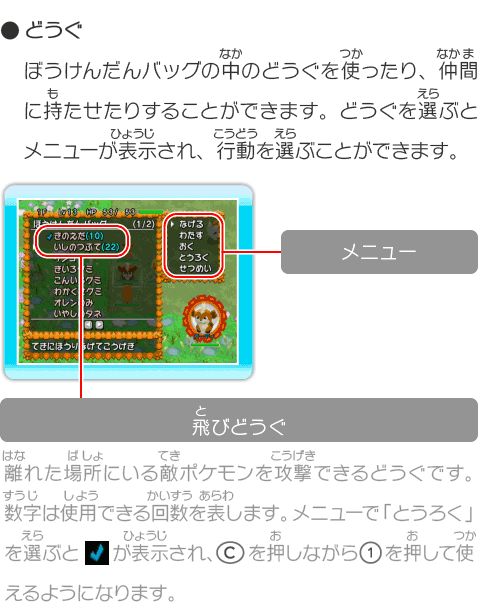 ● どうぐ
ぼうけんだんバッグの中のどうぐを使ったり、仲間
に持たせたりすることができます。どうぐを選ぶと
メニューが表示され、行動を選ぶことができます。
1F Lv11 HP 53/ 53
ぼうけんだんバッグ (1/2)
きのえだ(10)
いしのつぶて(22)
リンゴ
きいろグミ
こんいろグミ
わかくさグミ
オレンのみ
いやしのタネ
てきにほうりなげてこうげき
なげる
わたす
おく
とうろく
せつめい
メニュー
飛びどうぐ
離れた場所にいる敵ポケモンを攻撃できるどうぐです。
数字は使用できる回数を表します。メニューで「とうろく」
を選ぶと が表示され、Ⓒを押しながら①を押して使
えるようになります。